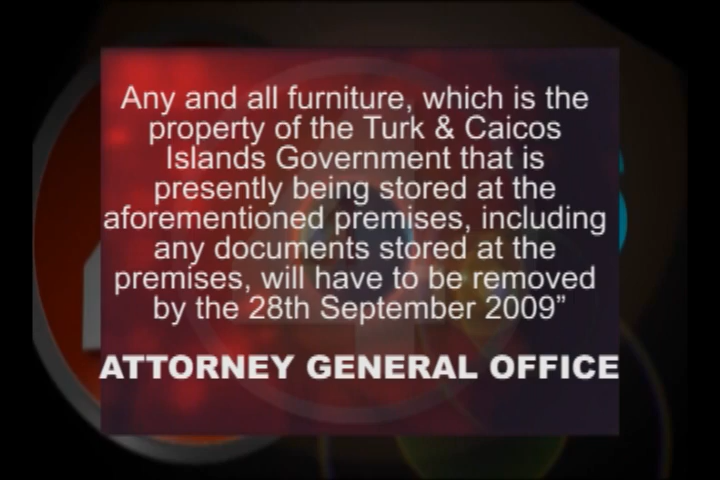 Any and all furniture, which is the
property of the Turk & Caicos
Islands Government that is
presently being stored at the
aforementioned premises, including
any documents stored at the
premises, will have to be removed
by the 28th September 2009”
ATTORNEY GENERAL OFFICE